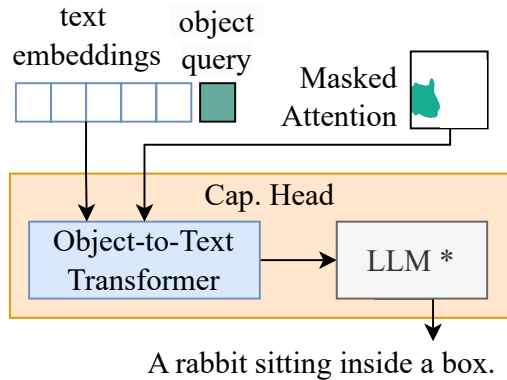 text
embeddings
object
query
Masked
Attention
Cap. Head
Object-to-Text
Transformer
LLM *
A rabbit sitting inside a box.